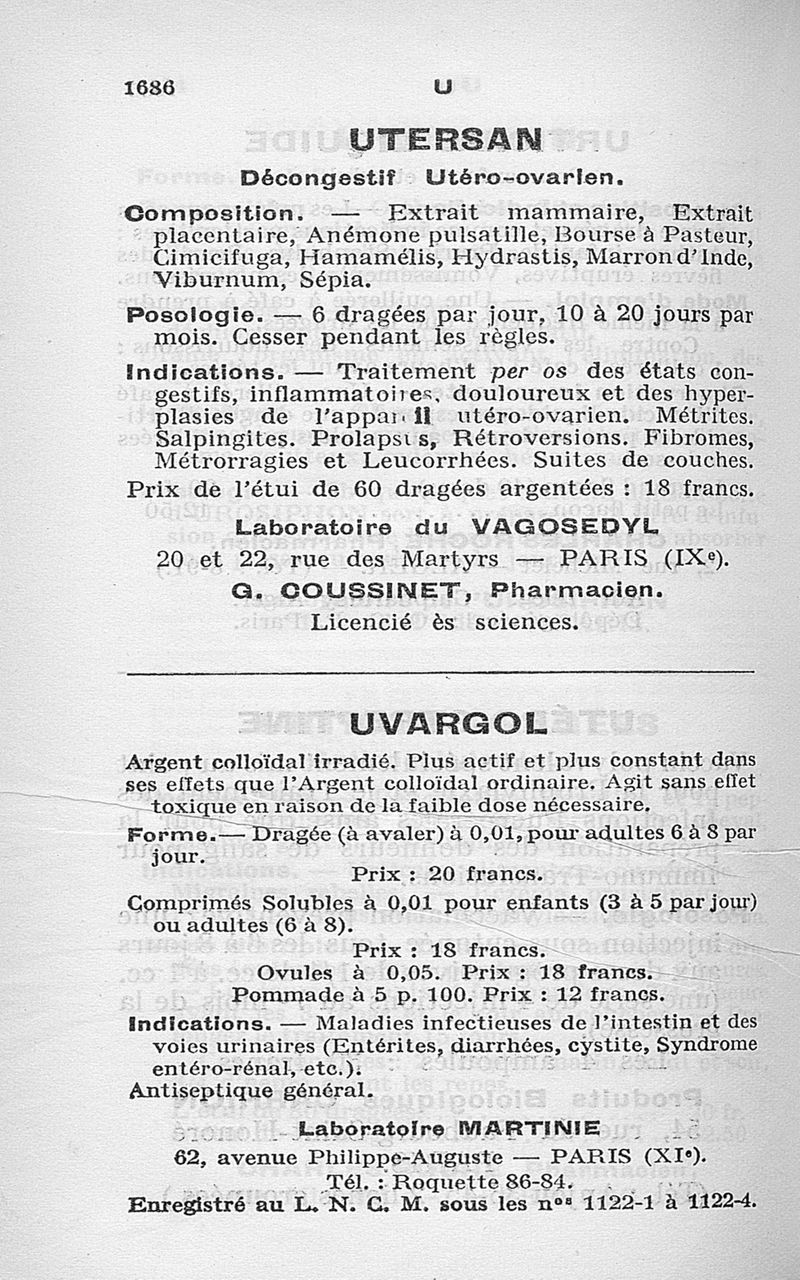 1686 U
UTERSAN
Décongestif Utéro-ovarien.
Composition. — Extrait mammaire, Extrait
placentaire, Anémone pulsatille, Bourse à Pasteur,
Cimicifuga, Hamamélis, Hydrastis, Marron d'Inde,
Viburnum, Sépia.
Posologie. — 6 dragées par jour, 10 à 20 jours par
mois. Cesser pendant les règles.
Indications. — Traitement per os des états con-
gestifs, inflammatoires, douloureux et des hyper-
plasies de l'appareil utéro-ovarien. Métrites.
Salpingites. Prolapsus, Rétroversions. Fibromes,
Métrorragies et Leucorrhées. Suites de couches.
Prix de l'étui de 60 dragées argentées : 18 francs.
Laboratoire du VAGOSEDYL
20 et 22, rue des Martyrs — PARIS (IXe).
G. COUSSINET, Pharmacien.
Licencié ès sciences.
UVARGOL
Argent colloïdal irradié. Plus actif et plus constant dans
ses effets que l'Argent colloïdal ordinaire. Agit sans effet
toxique en raison de la faible dose nécessaire.
Forme. — Dragée (à avaler) à 0,01, pour adultes 6 à 8 par
jour.
Prix : 20 francs.
Comprimés Solubles à 0,01 pour enfants (3 à 5 par jour)
ou adultes (6 à 8).
Prix : 18 francs.
Ovules à 0,05. Prix : 18 francs.
Pommade à 5 p. 100. Prix : 12 francs.
Indications. — Maladies infectieuses de l'intestin et des
voies urinaires (Entérites, diarrhées, cystite, Syndrome
entéro-rénal, etc.).
Antiseptique général.
Laboratoire MARTINIE
62, avenue Philippe-Auguste — PARIS (XIe).
Tél. : Roquette 86-84.
Enregistré au L. N. C. M. sous les nos 1122-1 à 1122-4.